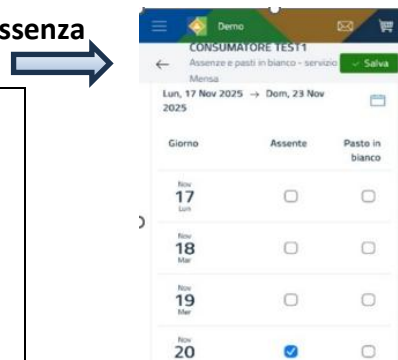 ssenza
Demo
CONSUMATORE TEST1
Assenze e pasti in bianco - servizio
Mensa
Salva
Lun, 17 Nov 2025 → Dom, 23 Nov
2025
Giorno Assente Pasto in
bianco
Nov
17
Lun
Nov
18
Mar
Nov
19
Mer
Nov
20